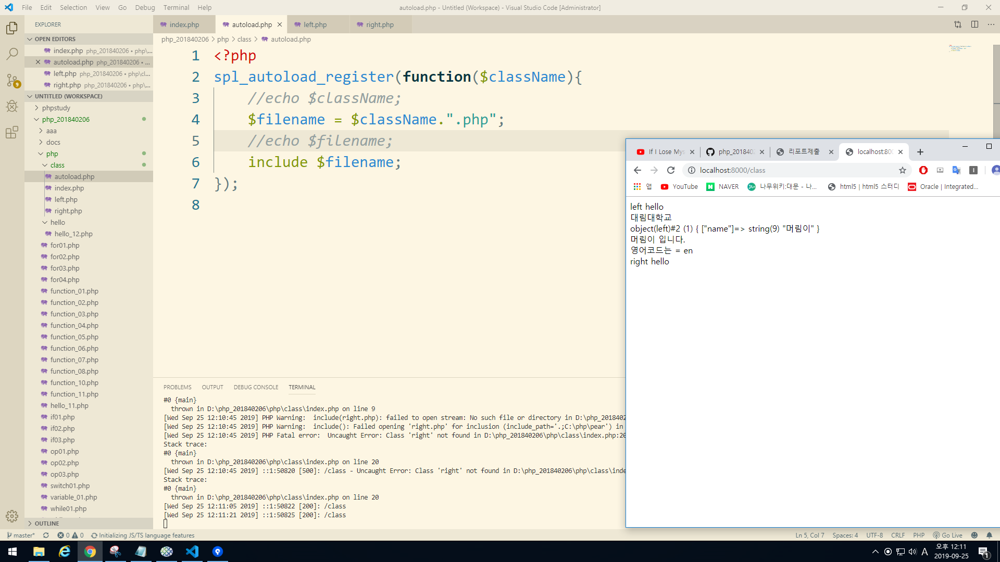 File Edit Selection View Go Debug Terminal Help
autoload.php - Untitled (Workspace) - Visual Studio Code [Administrator]
EXPLORER
OPEN EDITORS
index.php php_201840206 • php\...
autoload.php php_201840206 • ...
left.php php_201840206 • php\cl...
right.php php_201840206 • php\...
UNTITLED (WORKSPACE)
phpstudy
php_201840206
aaa
docs
php
class
autoload.php
index.php
left.php
right.php
hello
hello_12.php
for01.php
for02.php
for03.php
for04.php
function_01.php
function_02.php
function_03.php
function_04.php
function_05.php
function_06.php
function_07.php
function_08.php
function_10.php
function_11.php
hello_11.php
if01.php
if02.php
if03.php
op01.php
op02.php
op03.php
switch01.php
variable_01.php
while01.php
OUTLINE
9
index.php autoload.php left.php right.php
php_201840206 > php > class > autoload.php
1 <?php
2 spl_autoload_register(function($className){
3 //echo $className;
4 $filename = $className.".php";
5 //echo $filename;
6 include $filename;
7 });
8
PROBLEMS OUTPUT DEBUG CONSOLE TERMINAL
#0 {main}
thrown in D:\php_201840206\php\class\index.php on line 9
[Wed Sep 25 12:10:45 2019] PHP Warning: include(right.php): failed to open stream: No such file or directory in D:\php_2018402
[Wed Sep 25 12:10:45 2019] PHP Warning: include(): Failed opening 'right.php' for inclusion (include_path='.;C:\php\pear') in
[Wed Sep 25 12:10:45 2019] PHP Fatal error: Uncaught Error: Class 'right' not found in D:\php_201840206\php\class\index.php:20
Stack trace:
#0 {main}
thrown in D:\php_201840206\php\class\index.php on line 20
[Wed Sep 25 12:10:45 2019] ::1:50820 [500]: /class - Uncaught Error: Class 'right' not found in D:\php_201840206\php\class\inde
Stack trace:
#0 {main}
thrown in D:\php_201840206\php\class\index.php on line 20
[Wed Sep 25 12:11:05 2019] ::1:50822 [200]: /class
[Wed Sep 25 12:11:21 2019] ::1:50825 [200]: /class
If I Lose Mys php_201840 리포트제출 localhost:800
localhost:8000/class
앱 YouTube NAVER 나무위키:대문 - 나... html5 | html5 스터디 Oracle | Integrated...
left hello
대림대학교
object(left)#2 (1) { ["name"]=> string(9) "머림이" }
머림이 입니다.
영어코드는 = en
right hello
master* 0 0 Initializing JS/TS language features
Ln 5, Col 7 Spaces: 4 UTF-8 CRLF PHP Go Live
A 오후 12:11
2019-09-25
1